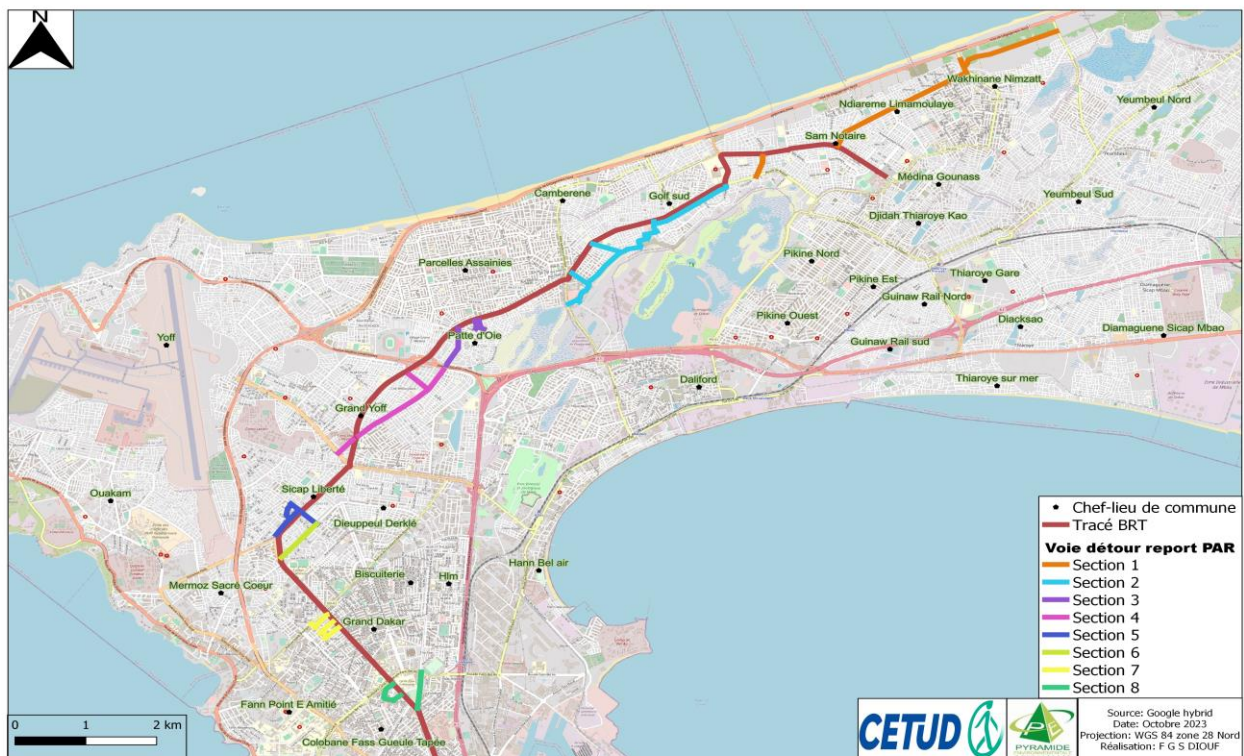 N
Wakhinane Nimzatt
Yeumbeul Nord
Ndiareme Limamoulaye
Sam Notaire
Médina Gounass
Camberene
Golf sud
Yeumbeul Sud
Djidah Thiaroye Kao
Parcelles Assainies
Pikine Nord
Thiaroye Gare
Pikine Est
Guinaw Rail Nord
Yoff
Patte d'Oie
Pikine Ouest
Diacksao
Diamaguene Sicap Mbao
Guinaw Rail sud
Daliford
Thiaroye sur mer
Grand Yoff
Ouakam
Sicap Liberté
Dieuppeul Derklé
Mermoz Sacré Coeur
Biscuiterie
Hlm
Hann Bel air
Grand Dakar
Fann Point E Amitié
Colobane Fass Gueule Tapée
0 1 2 km
Chef-lieu de commune
Tracé BRT
Voie détour report PAR
Section 1
Section 2
Section 3
Section 4
Section 5
Section 6
Section 7
Section 8
CETUD
PYRAMIDE
Source: Google hybrid
Date: Octobre 2023
Projection: WGS 84 zone 28 Nord
Réalisation: F G S DIOUF